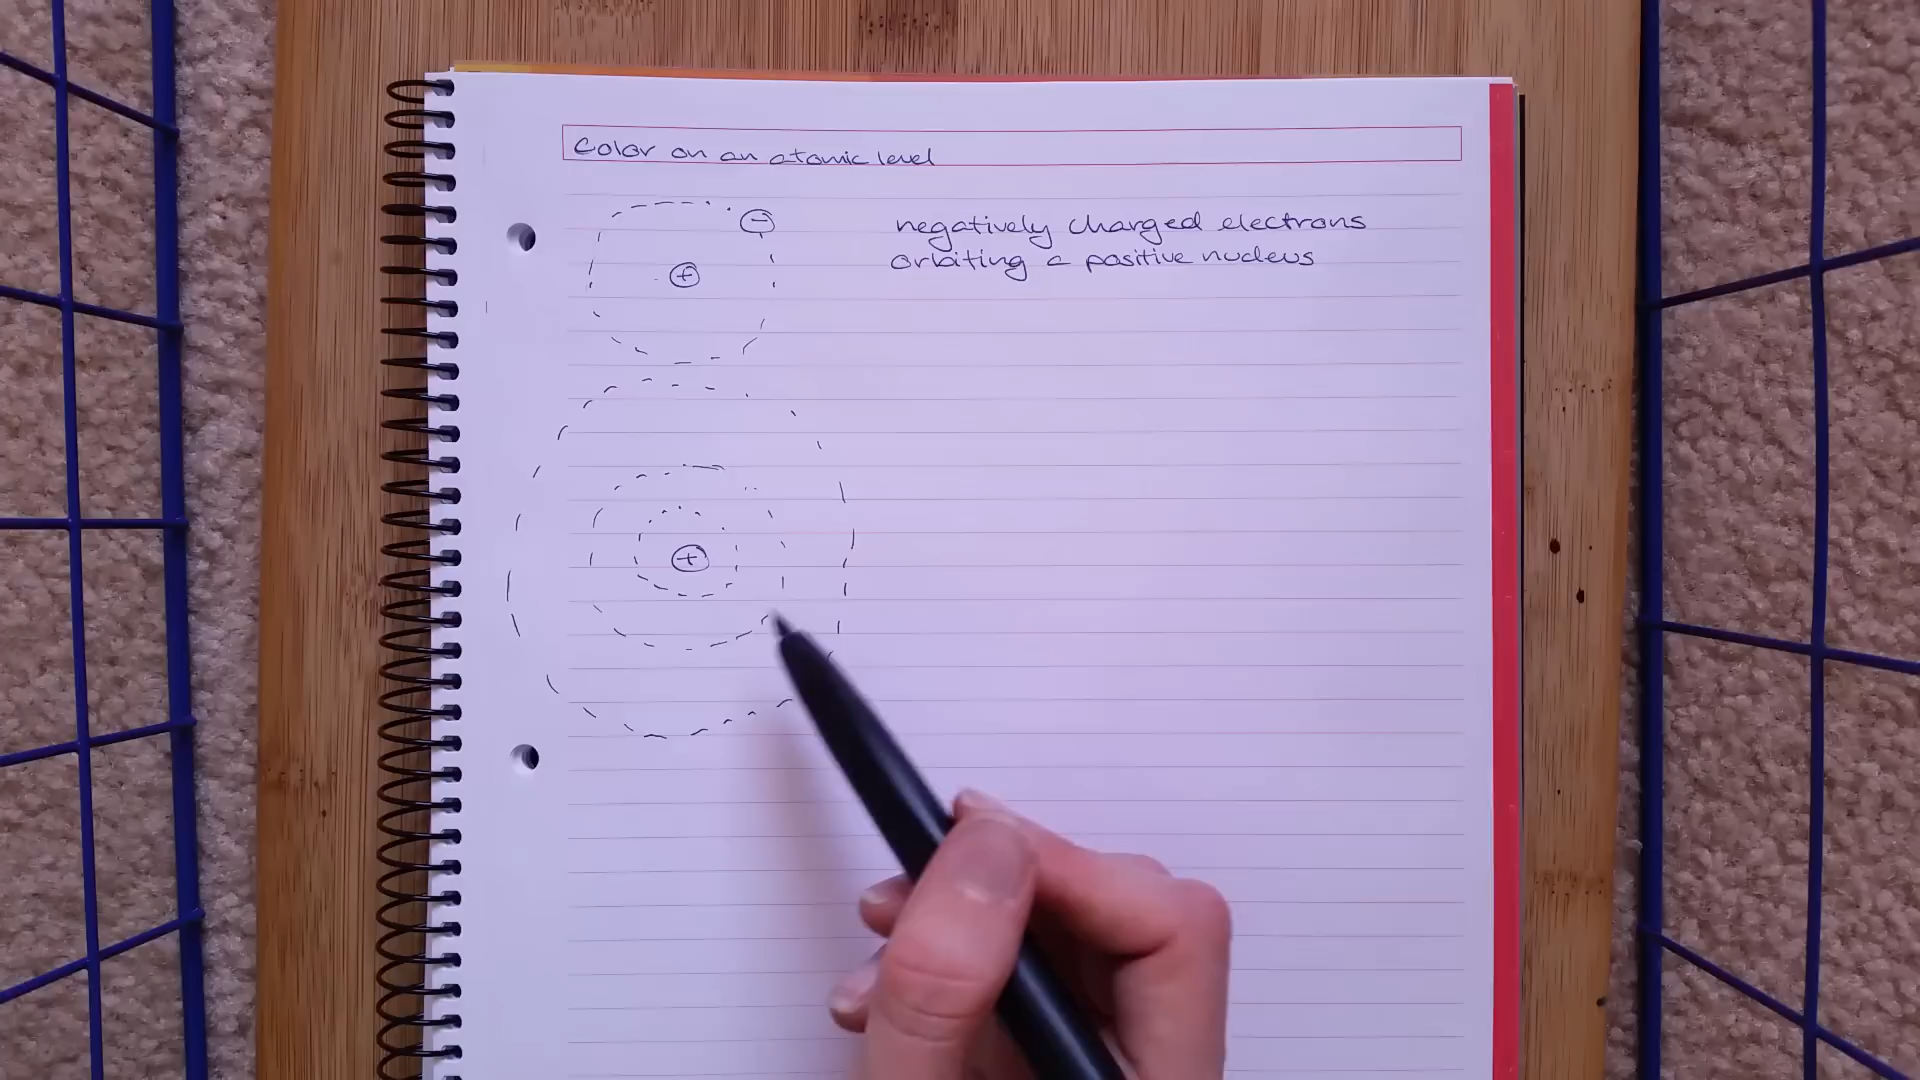 Color on an atomic level
negatively charged electrons
orbiting a positive nucleus
−
+
+